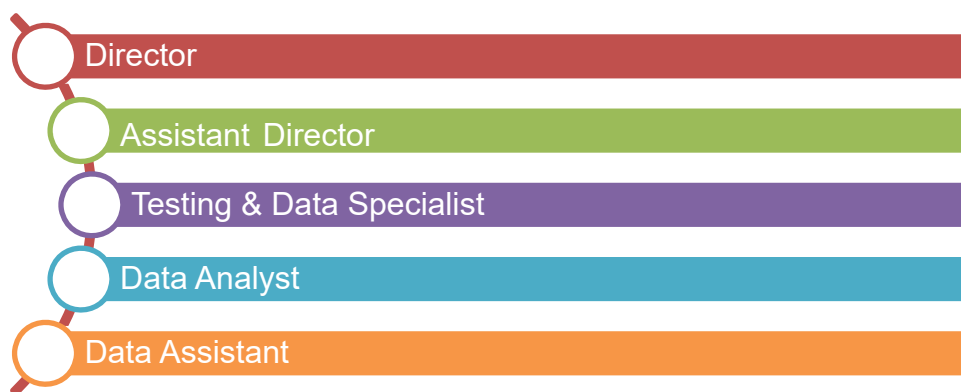 Director
Assistant Director
Testing & Data Specialist
Data Analyst
Data Assistant